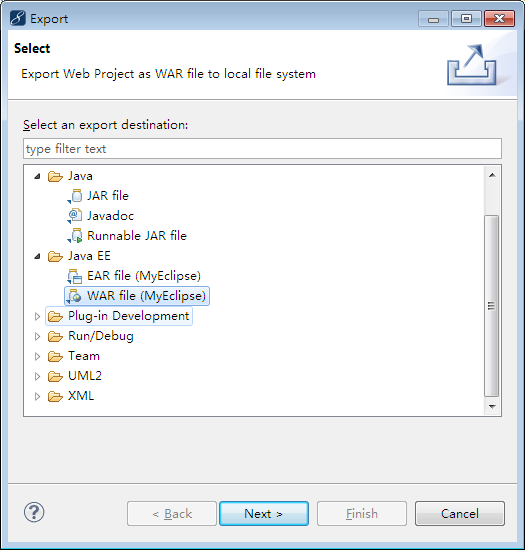 Export
Select
Export Web Project as WAR file to local file system
Select an export destination:
type filter text
Java
JAR file
Javadoc
Runnable JAR file
Java EE
EAR file (MyEclipse)
WAR file (MyEclipse)
Plug-in Development
Run/Debug
Team
UML2
XML
?
< Back
Next >
Finish
Cancel